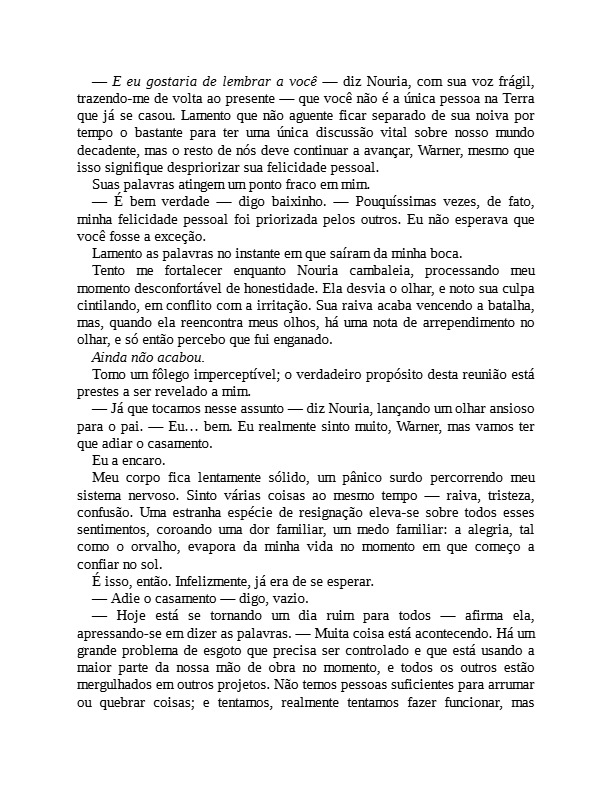 — E eu gostaria de lembrar a você — diz Nouria, com sua voz frágil,
trazendo-me de volta ao presente — que você não é a única pessoa na Terra
que já se casou. Lamento que não aguente ficar separado de sua noiva por
tempo o bastante para ter uma única discussão vital sobre nosso mundo
decadente, mas o resto de nós deve continuar a avançar, Warner, mesmo que
isso signifique despriorizar sua felicidade pessoal.
Suas palavras atingem um ponto fraco em mim.
— É bem verdade — digo baixinho. — Pouquíssimas vezes, de fato,
minha felicidade pessoal foi priorizada pelos outros. Eu não esperava que
você fosse a exceção.
Lamento as palavras no instante em que saíram da minha boca.
Tento me fortalecer enquanto Nouria cambaleia, processando meu
momento desconfortável de honestidade. Ela desvia o olhar, e noto sua culpa
cintilando, em conflito com a irritação. Sua raiva acaba vencendo a batalha,
mas, quando ela reencontra meus olhos, há uma nota de arrependimento no
olhar, e só então percebo que fui enganado.
Ainda não acabou.
Tomo um fôlego imperceptível; o verdadeiro propósito desta reunião está
prestes a ser revelado a mim.
— Já que tocamos nesse assunto — diz Nouria, lançando um olhar ansioso
para o pai. — Eu… bem. Eu realmente sinto muito, Warner, mas vamos ter
que adiar o casamento.
Eu a encaro.
Meu corpo fica lentamente sólido, um pânico surdo percorrendo meu
sistema nervoso. Sinto várias coisas ao mesmo tempo — raiva, tristeza,
confusão. Uma estranha espécie de resignação eleva-se sobre todos esses
sentimentos, coroando uma dor familiar, um medo familiar: a alegria, tal
como o orvalho, evapora da minha vida no momento em que começo a
confiar no sol.
É isso, então. Infelizmente, já era de se esperar.
— Adie o casamento — digo, vazio.
— Hoje está se tornando um dia ruim para todos — afirma ela,
apressando-se em dizer as palavras. — Muita coisa está acontecendo. Há um
grande problema de esgoto que precisa ser controlado e que está usando a
maior parte da nossa mão de obra no momento, e todos os outros estão
mergulhados em outros projetos. Não temos pessoas suficientes para arrumar
ou quebrar coisas; e tentamos, realmente tentamos fazer funcionar, mas